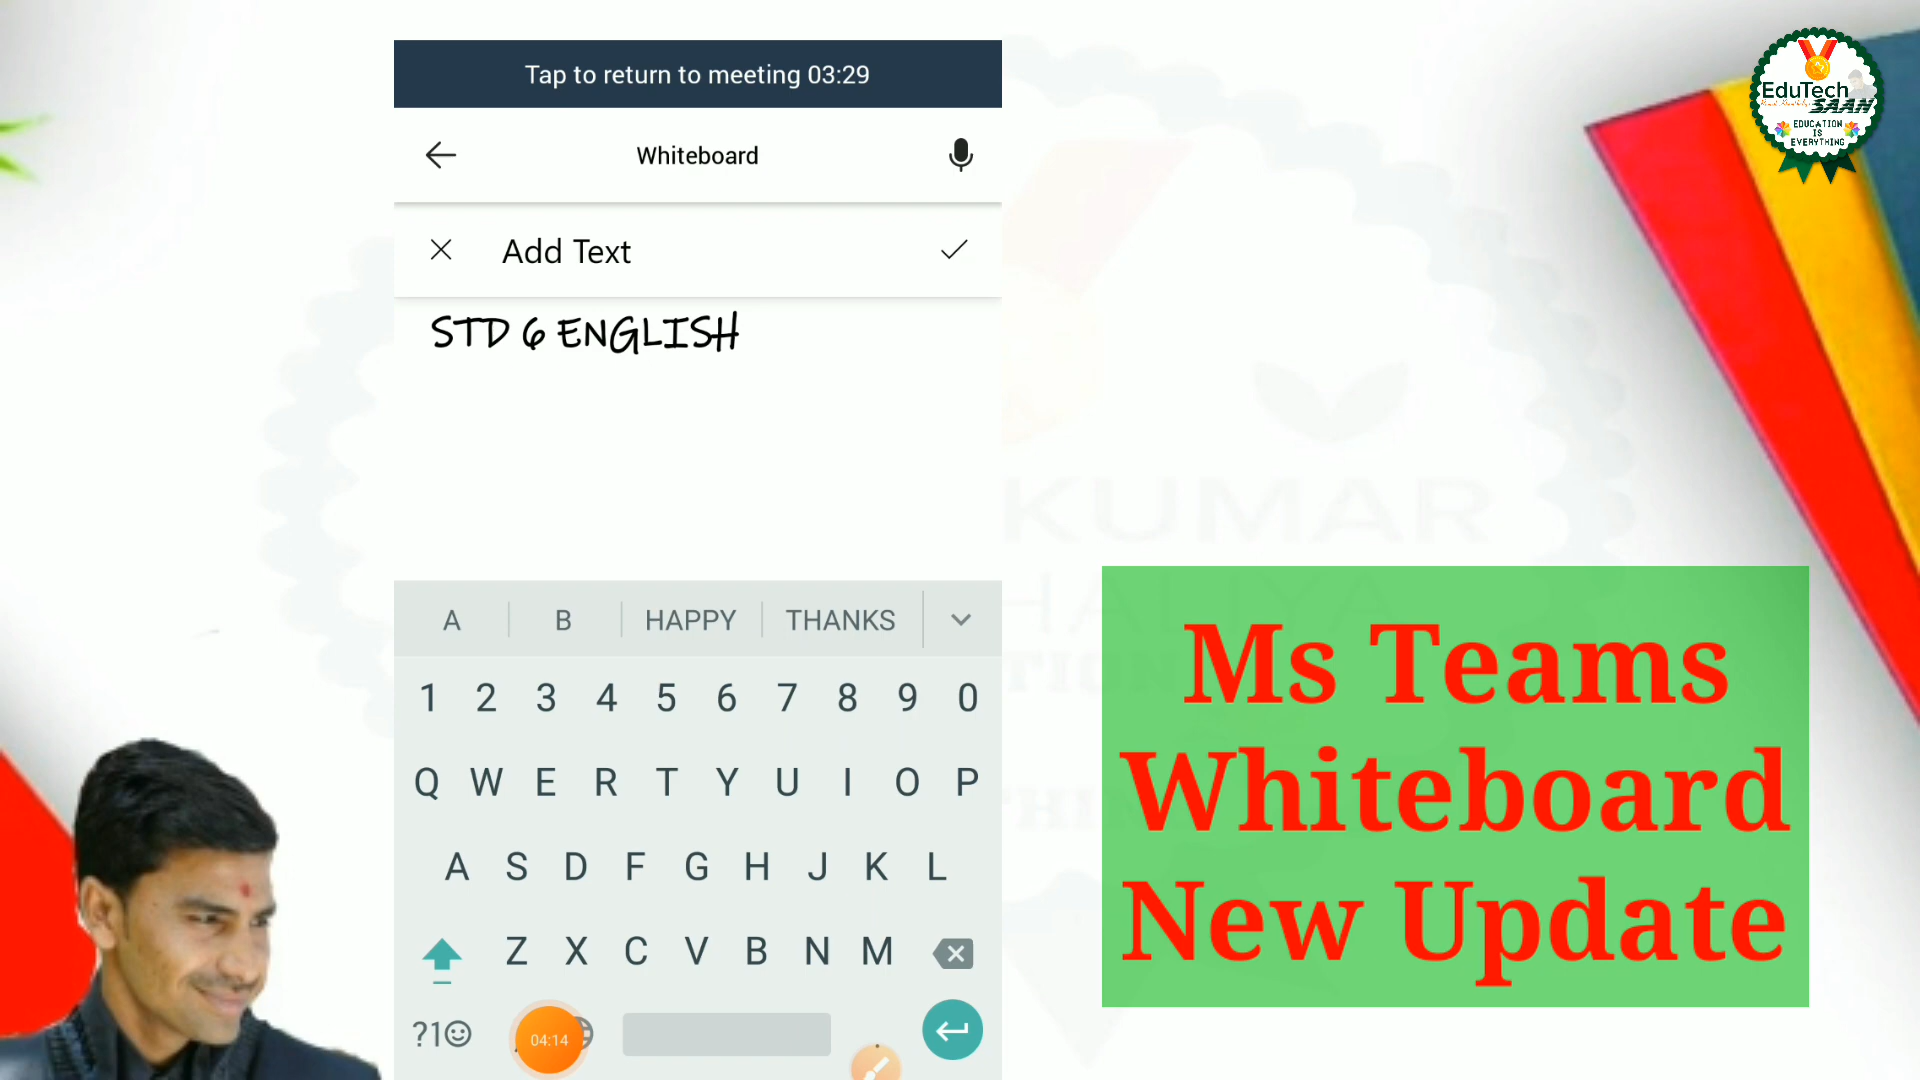 Tap to return to meeting 03:29
Whiteboard
Add Text
STD 6 ENGLISH
A B HAPPY THANKS
1 2 3 4 5 6 7 8 9 0
Q W E R T Y U I O P
A S D F G H J K L
Z X C V B N M
?1☺
04:14
EduTech
SAAN
EDUCATION
IS
EVERYTHING
KUMAR
Ms Teams
Whiteboard
New Update